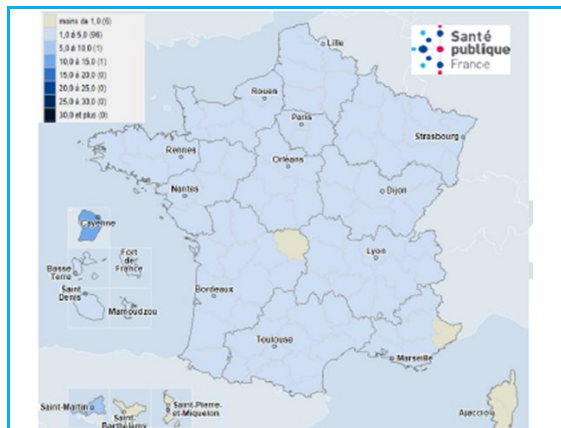 moins de 1,0 (6)
1,0 à 5,0 (96)
5,0 à 10,0 (1)
10,0 à 15,0 (1)
15,0 à 20,0 (0)
20,0 à 25,0 (0)
25,0 à 30,0 (0)
30,0 et plus (0)
Santé
publique
France
Lille
Rouen
Paris
Strasbourg
Rennes
Orléans
Nantes
Dijon
Cayenne
Lyon
Fort
de
France
Basse
Terre
Saint
Denis
Mamoudzou
Bordeaux
Toulouse
Marseille
Saint-Martin
Saint-
Barthélémy
Saint-Pierre-
et-Miquelon
Ajaccio